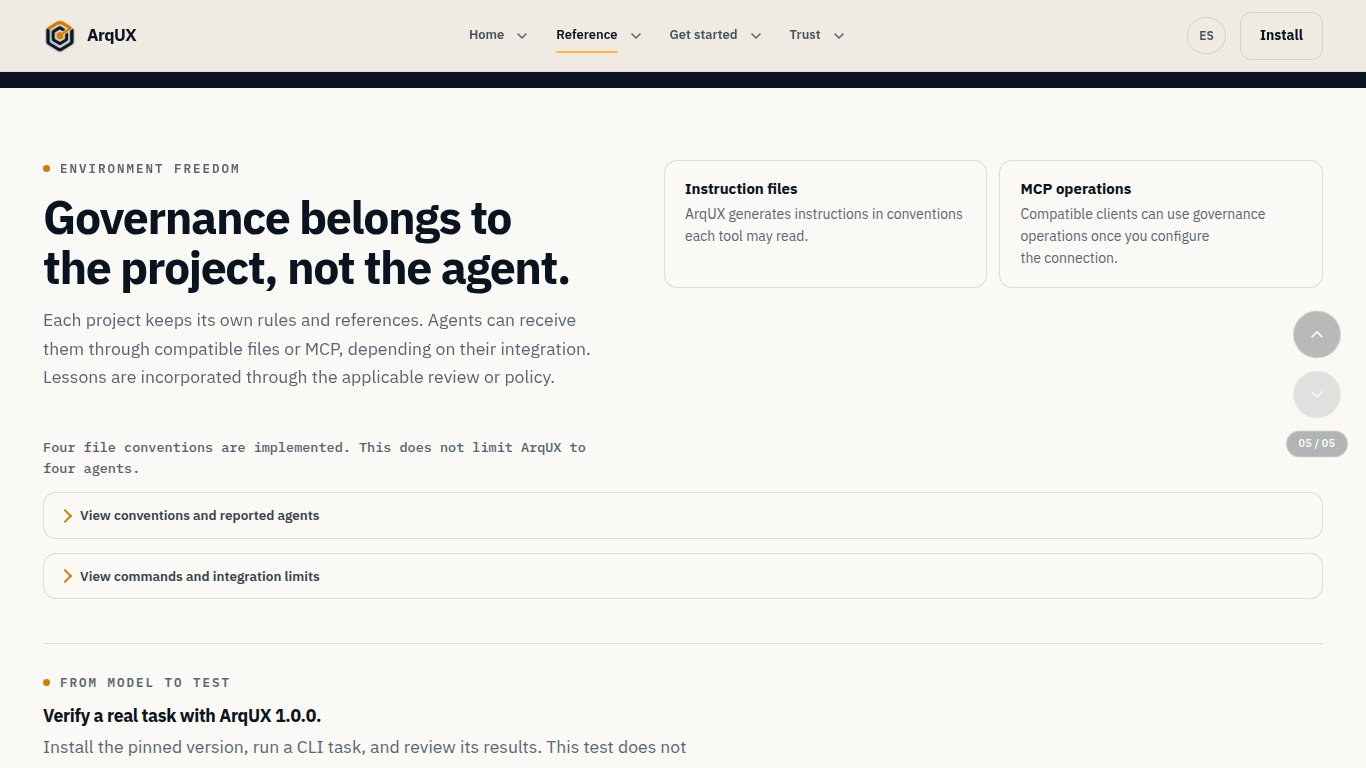 ArqUX
Home
Reference
Get started
Trust
ES
Install
ENVIRONMENT FREEDOM
Governance belongs to
the project, not the agent.
Each project keeps its own rules and references. Agents can receive
them through compatible files or MCP, depending on their integration.
Lessons are incorporated through the applicable review or policy.
Four file conventions are implemented. This does not limit ArqUX to
four agents.
Instruction files
ArqUX generates instructions in conventions
each tool may read.
MCP operations
Compatible clients can use governance
operations once you configure
the connection.
05 / 05
View conventions and reported agents
View commands and integration limits
FROM MODEL TO TEST
Verify a real task with ArqUX 1.0.0.
Install the pinned version, run a CLI task, and review its results. This test does not